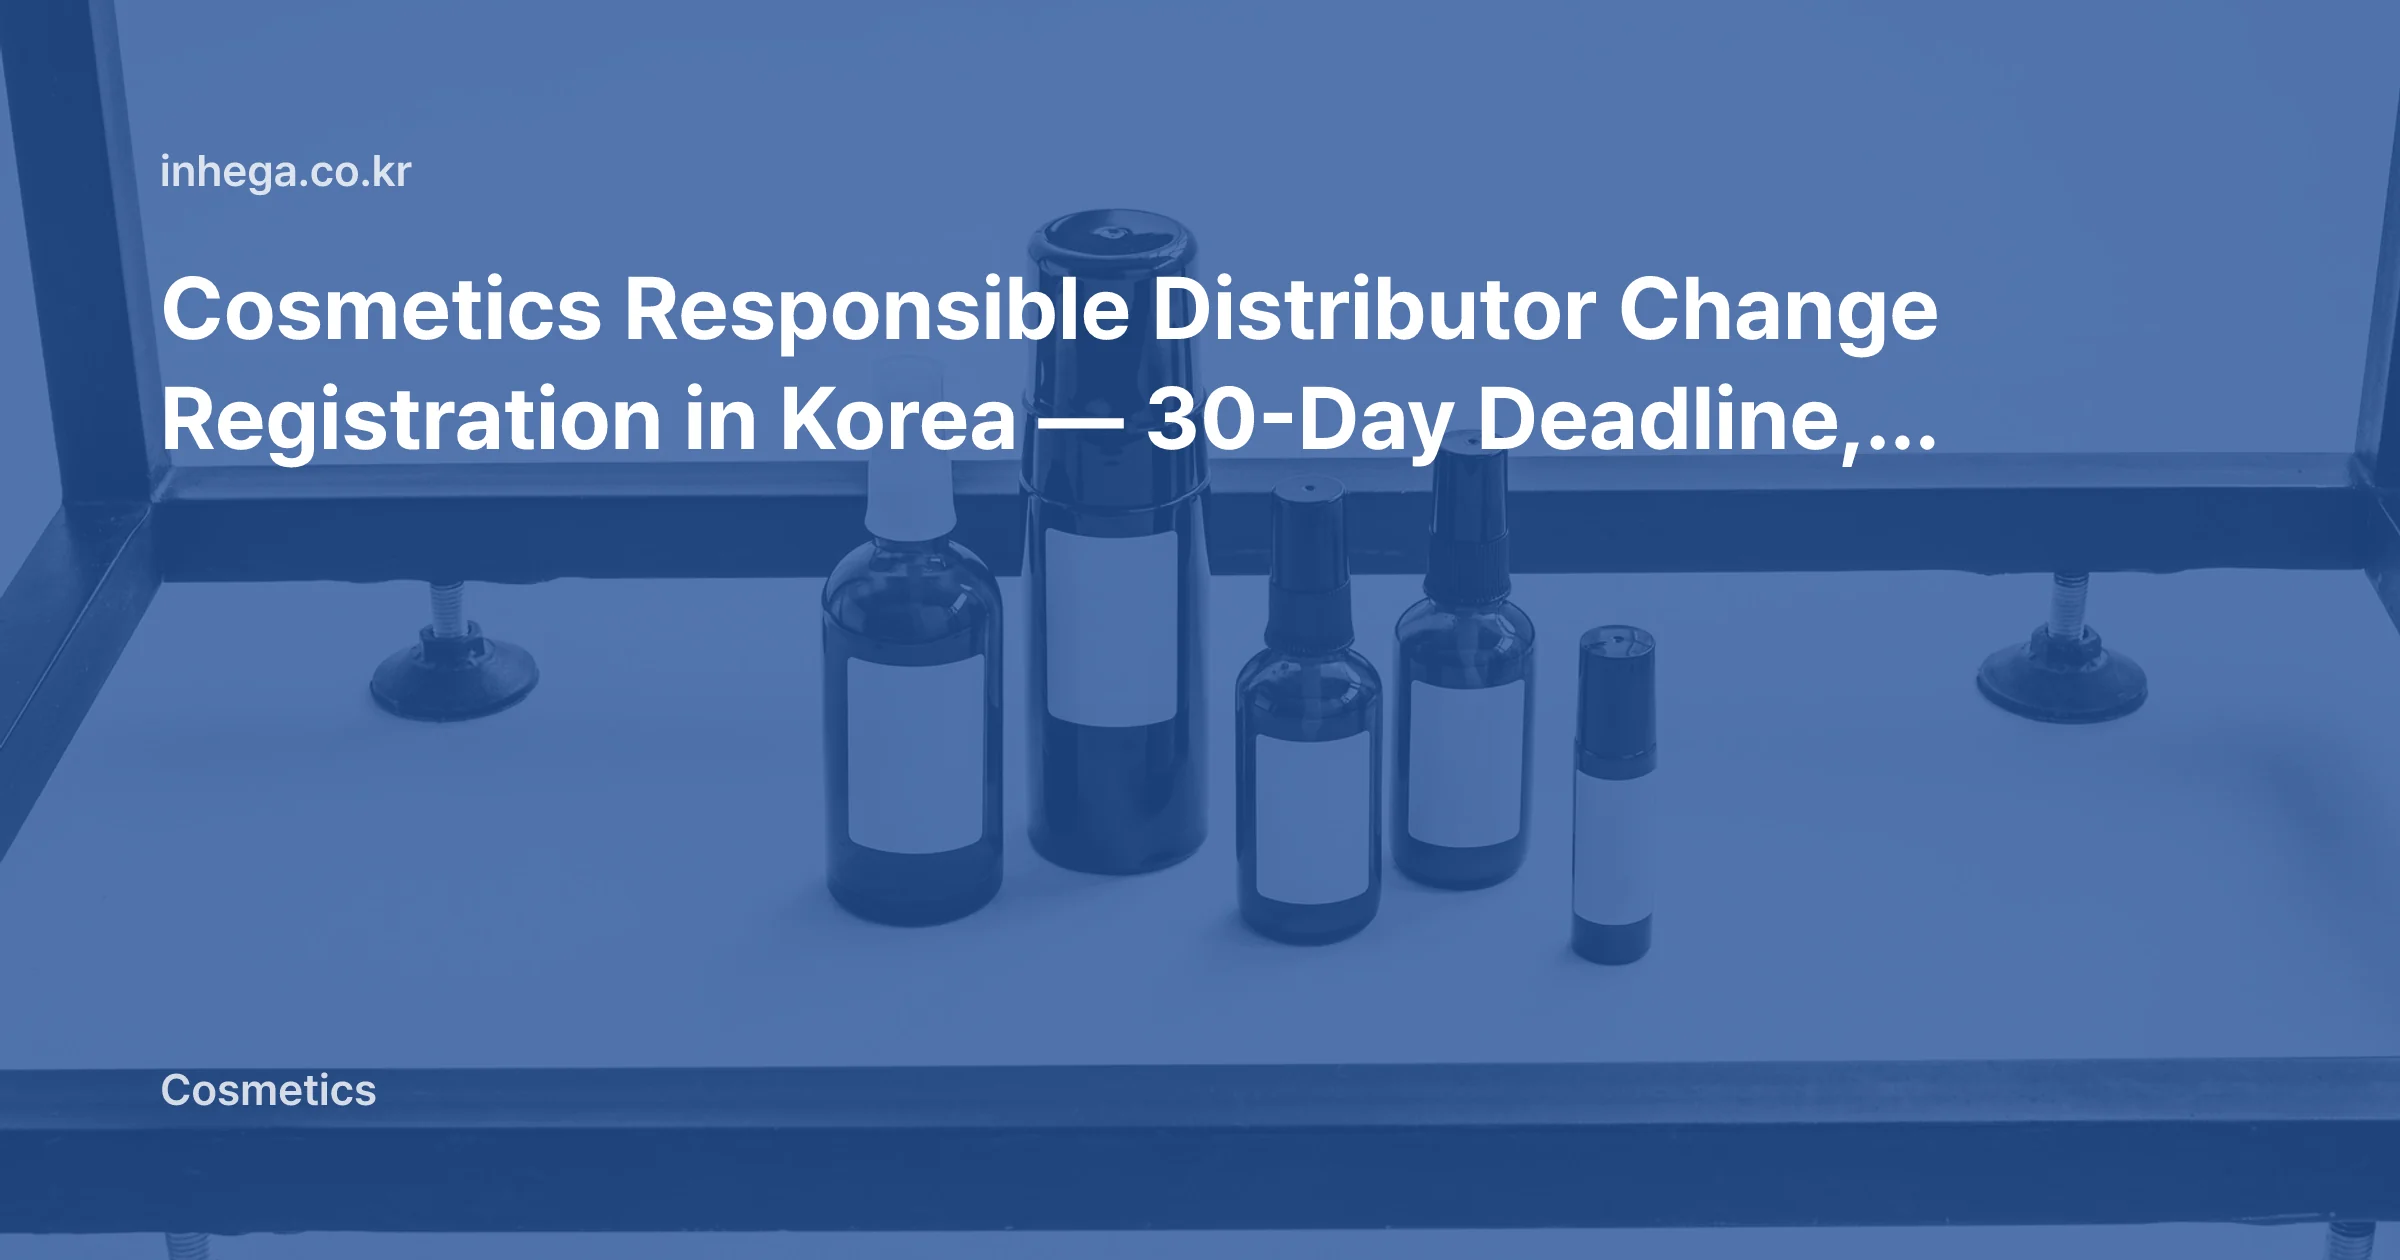 inhega.co.kr
Cosmetics Responsible Distributor Change
Registration in Korea — 30-Day Deadline,...
Cosmetics